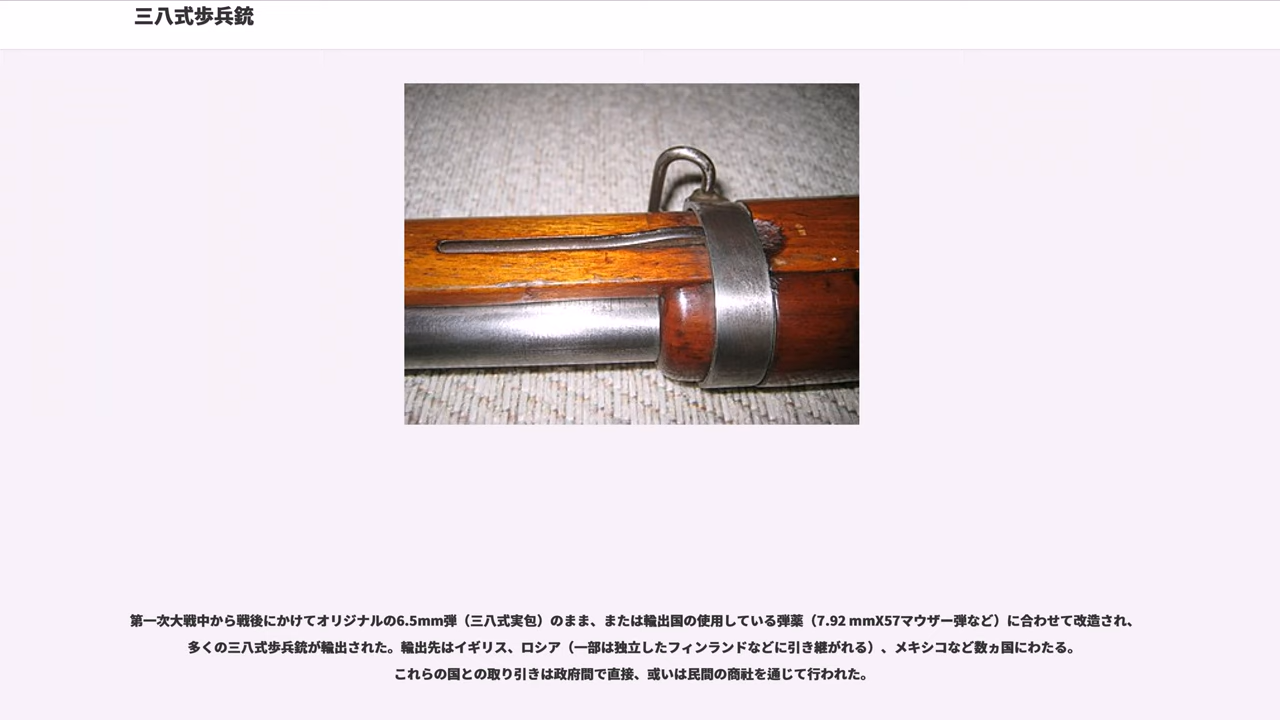 三八式歩兵銃
第一次大戦中から戦後にかけてオリジナルの6.5mm弾（三八式実包）のまま、または輸出国の使用している弾薬（7.92 mmX57マウザー弾など）に合わせて改造され、
多くの三八式歩兵銃が輸出された。輸出先はイギリス、ロシア（一部は独立したフィンランドなどに引き継がれる）、メキシコなど数ヵ国にわたる。
これらの国との取り引きは政府間で直接、或いは民間の商社を通じて行われた。